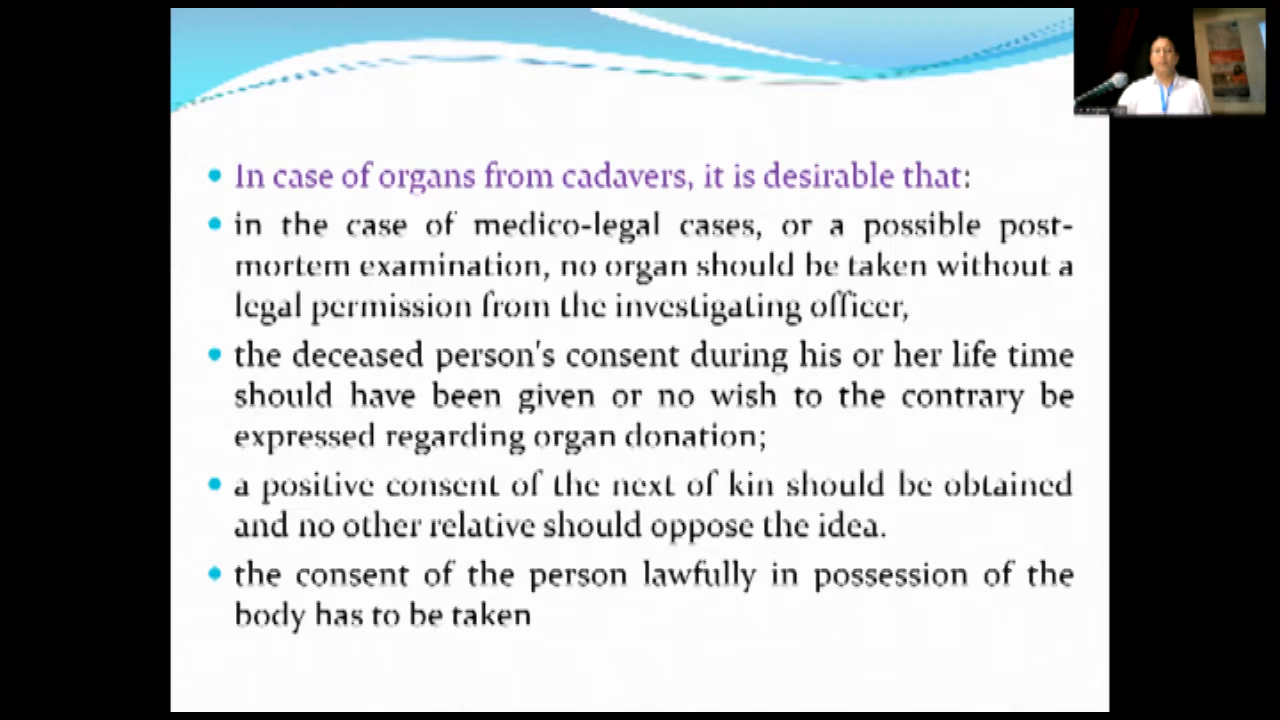 In case of organs from cadavers, it is desirable that:
in the case of medico-legal cases, or a possible post-
mortem examination, no organ should be taken without a
legal permission from the investigating officer,
the deceased person's consent during his or her life time
should have been given or no wish to the contrary be
expressed regarding organ donation;
a positive consent of the next of kin should be obtained
and no other relative should oppose the idea.
the consent of the person lawfully in possession of the
body has to be taken